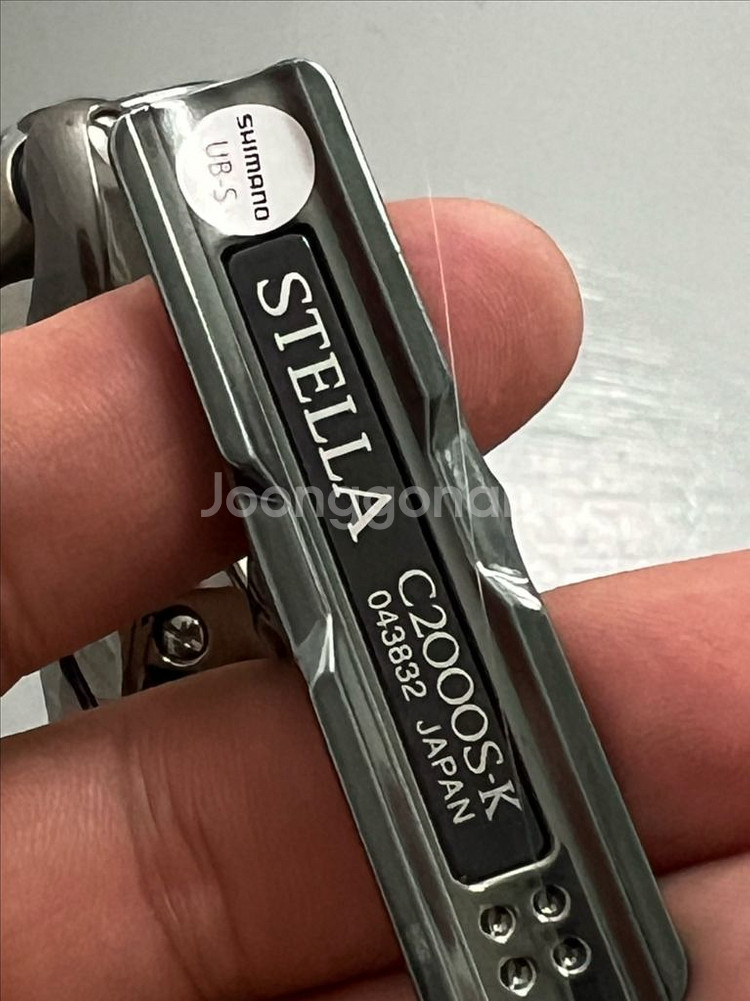 SHIMANO
UB-S
STELLA
C2000S-K
043832 JAPAN
Joonggonara